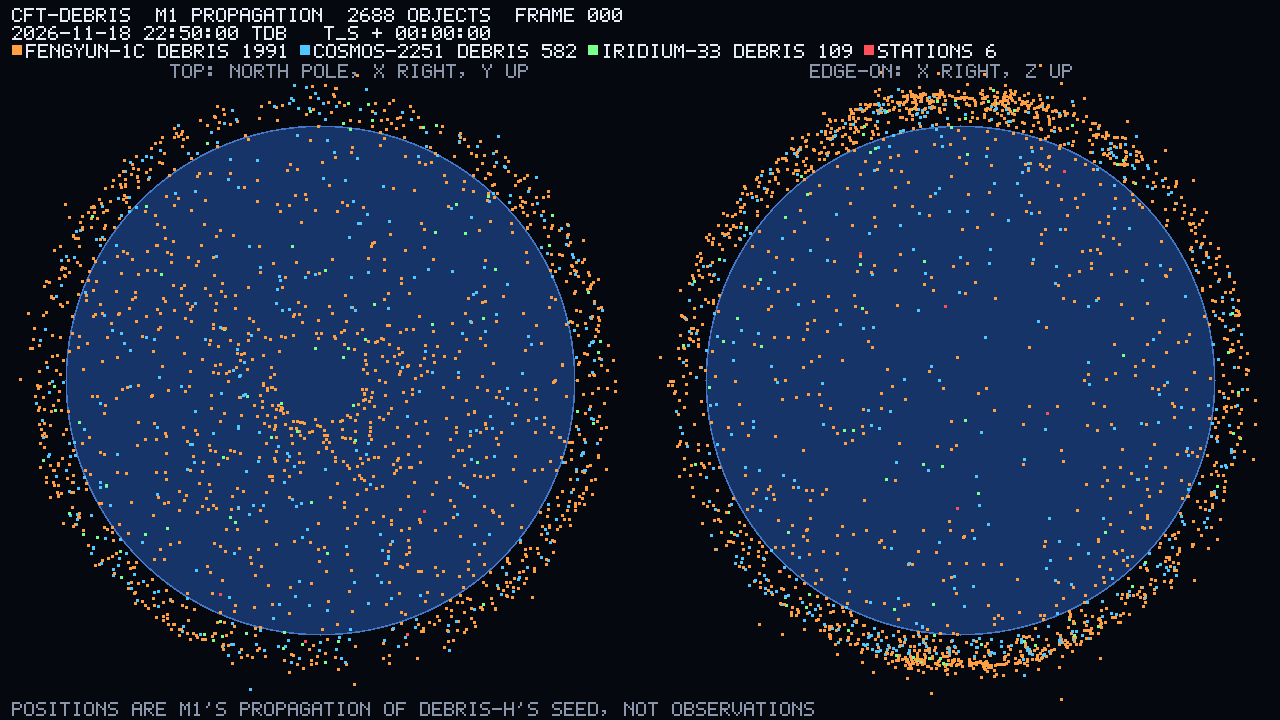 CFT-DEBRIS  M1 PROPAGATION  2688 OBJECTS  FRAME 000
2026-11-18 22:50:00 TDB   T_S + 00:00:00
FENGYUN-1C DEBRIS 1991 COSMOS-2251 DEBRIS 582 IRIDIUM-33 DEBRIS 109 STATIONS 6
TOP: NORTH POLE, X RIGHT, Y UP
EDGE-ON: X RIGHT, Z UP
POSITIONS ARE M1'S PROPAGATION OF DEBRIS-H'S SEED, NOT OBSERVATIONS